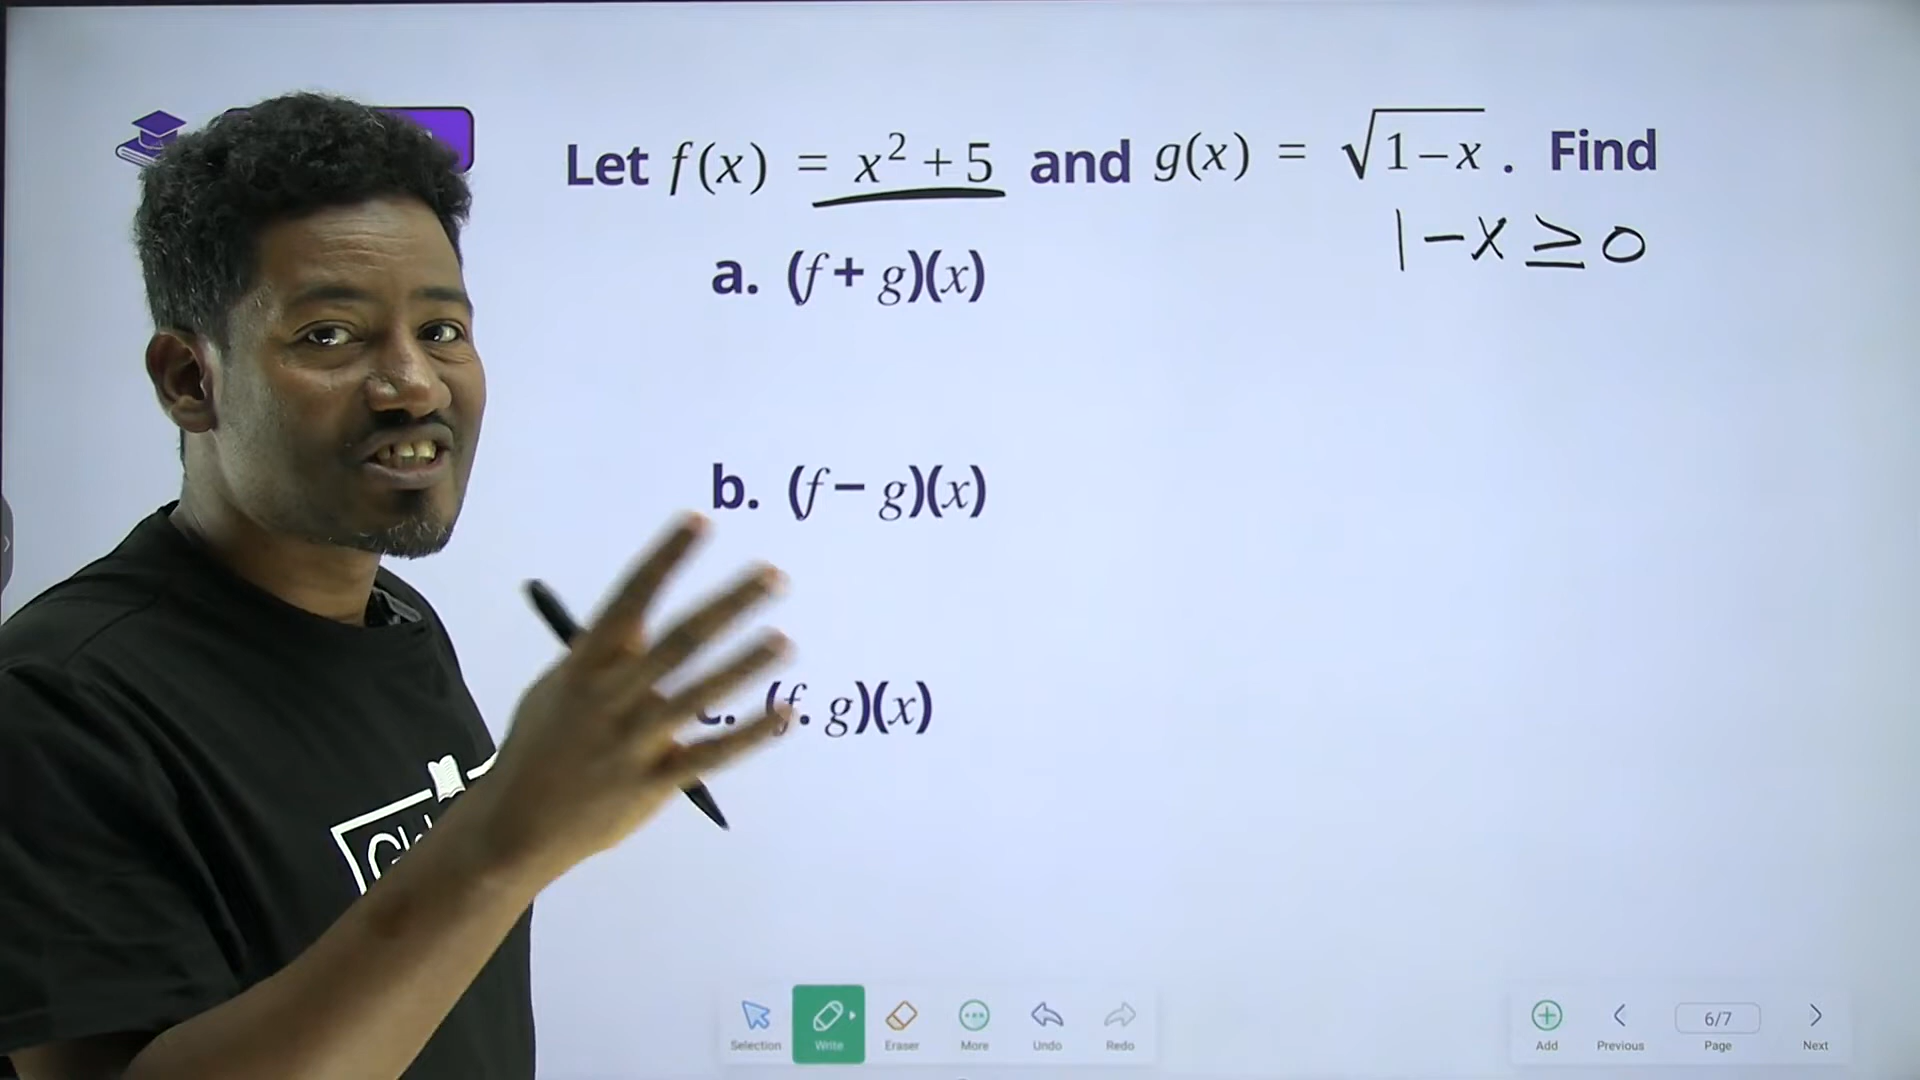 Let f(x) = x² + 5 and g(x) = √1−x . Find
1 − x ≥ 0
a. (f + g)(x)
b. (f − g)(x)
c. (f. g)(x)
Selection Write Eraser More Undo Redo
Add Previous 6/7 Page Next